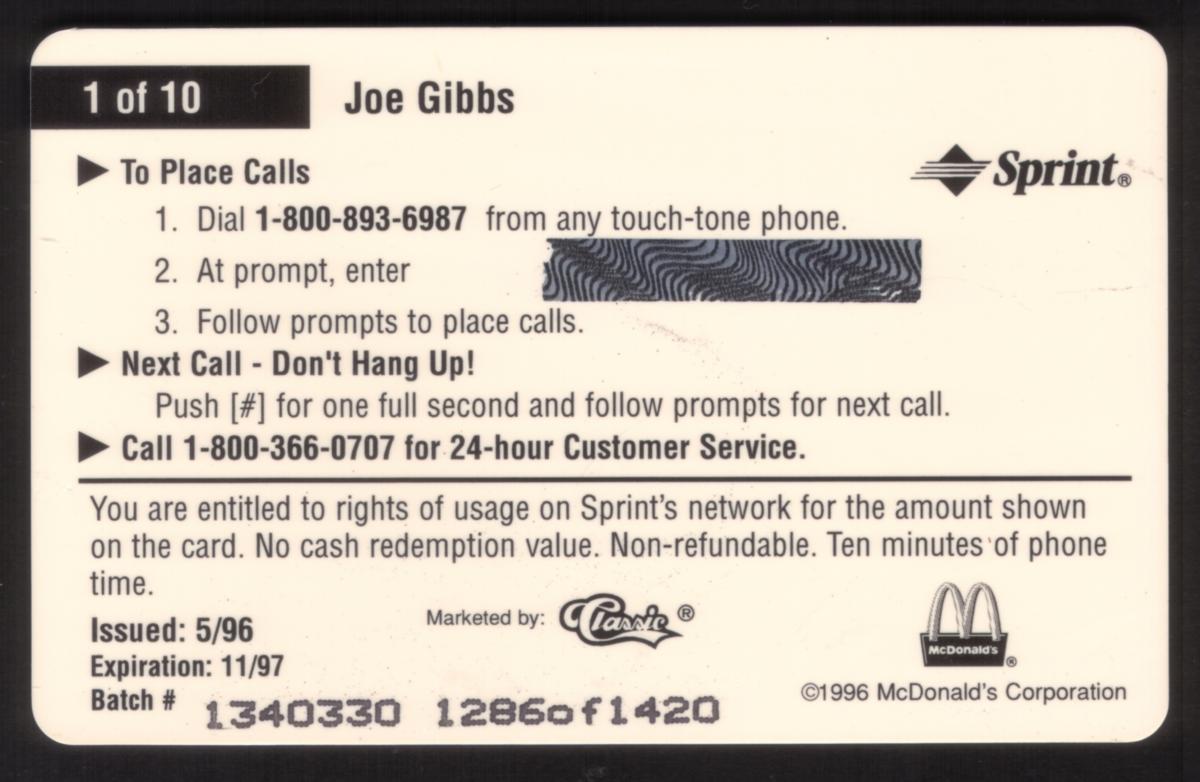 1 of 10 Joe Gibbs
▶ To Place Calls
Sprint®
1. Dial 1-800-893-6987 from any touch-tone phone.
2. At prompt, enter
3. Follow prompts to place calls.
▶ Next Call - Don't Hang Up!
Push [#] for one full second and follow prompts for next call.
▶ Call 1-800-366-0707 for 24-hour Customer Service.
You are entitled to rights of usage on Sprint's network for the amount shown
on the card. No cash redemption value. Non-refundable. Ten minutes of phone
time.
Issued: 5/96
Marketed by: Classic®
McDonald's®
Expiration: 11/97
©1996 McDonald's Corporation
Batch # 1340330 1286of1420